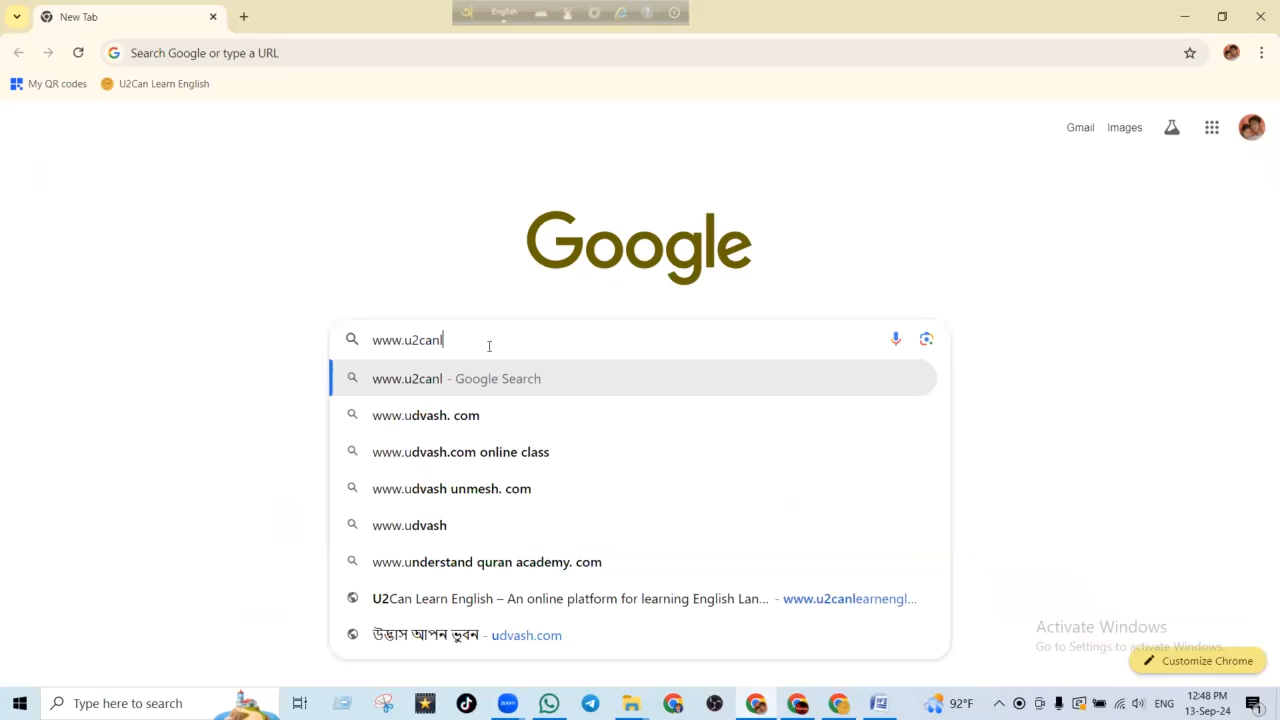 New Tab
English
Search Google or type a URL
My QR codes
U2Can Learn English
Gmail
Images
Google
www.u2canl
www.u2canl - Google Search
www.udvash. com
www.udvash.com online class
www.udvash unmesh. com
www.udvash
www.understand quran academy. com
U2Can Learn English – An online platform for learning English Lan... - www.u2canlearnengl...
উদ্ভাস আপন ভুবন - udvash.com
Activate Windows
Go to Settings to activate Windows.
Customize Chrome
Type here to search
zoom
92°F
ENG
12:48 PM
13-Sep-24
1